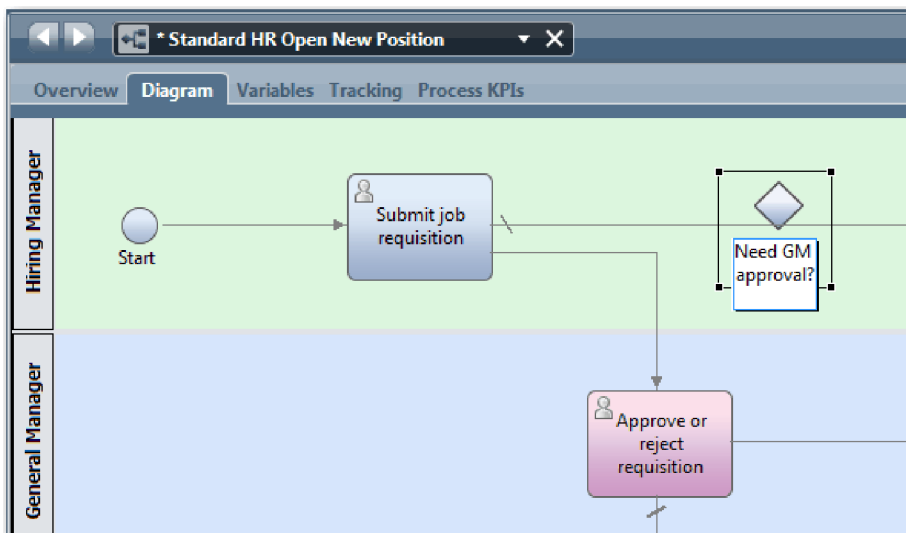 * Standard HR Open New Position
Overview
Diagram
Variables
Tracking
Process KPIs
Hiring Manager
Start
Submit job
requisition
Need GM
approval?
General Manager
Approve or
reject
requisition